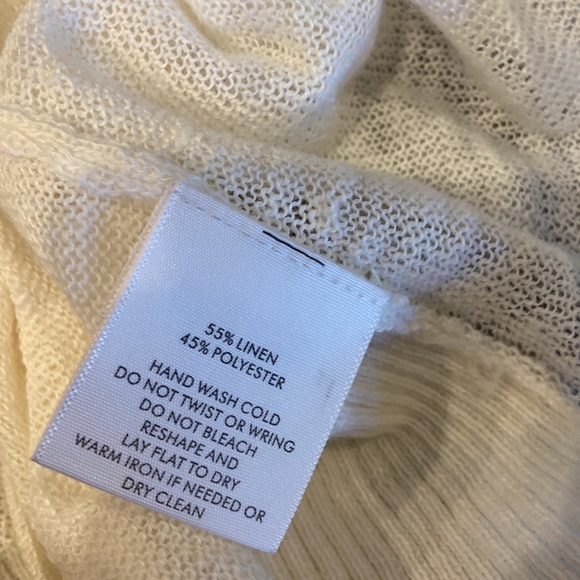 55% LINEN
45% POLYESTER
HAND WASH COLD
DO NOT TWIST OR WRING
DO NOT BLEACH
RESHAPE AND
LAY FLAT TO DRY
WARM IRON IF NEEDED OR
DRY CLEAN